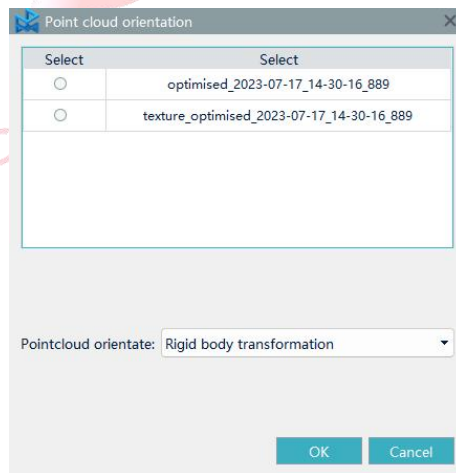 Point cloud orientation
Select Select
optimised_2023-07-17_14-30-16_889
texture_optimised_2023-07-17_14-30-16_889
Pointcloud orientate: Rigid body transformation
OK Cancel